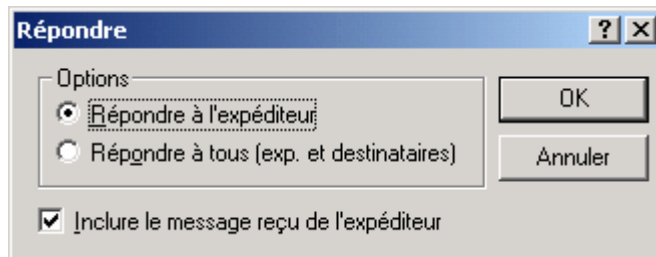 Répondre
Options
Répondre à l'expéditeur
OK
Répondre à tous (exp. et destinataires)
Annuler
Inclure le message reçu de l'expéditeur